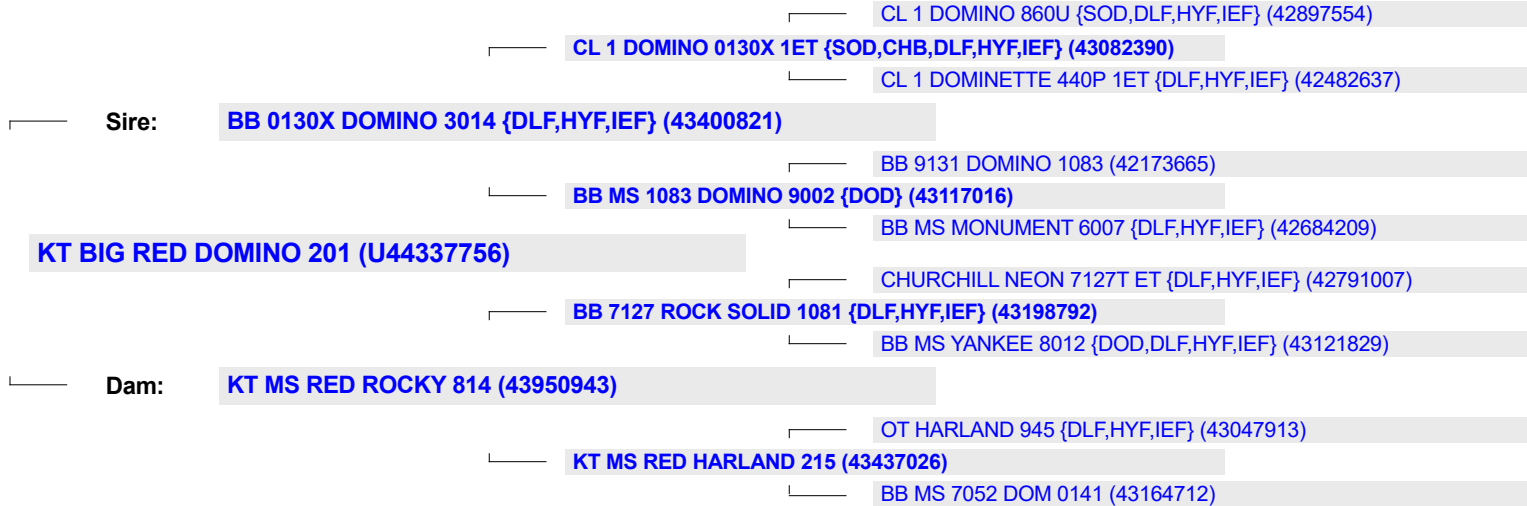 CL 1 DOMINO 860U {SOD,DLF,HYF,IEF} (42897554)
CL 1 DOMINO 0130X 1ET {SOD,CHB,DLF,HYF,IEF} (43082390)
CL 1 DOMINETTE 440P 1ET {DLF,HYF,IEF} (42482637)
Sire: BB 0130X DOMINO 3014 {DLF,HYF,IEF} (43400821)
BB 9131 DOMINO 1083 (42173665)
BB MS 1083 DOMINO 9002 {DOD} (43117016)
BB MS MONUMENT 6007 {DLF,HYF,IEF} (42684209)
KT BIG RED DOMINO 201 (U44337756)
CHURCHILL NEON 7127T ET {DLF,HYF,IEF} (42791007)
BB 7127 ROCK SOLID 1081 {DLF,HYF,IEF} (43198792)
BB MS YANKEE 8012 {DOD,DLF,HYF,IEF} (43121829)
Dam: KT MS RED ROCKY 814 (43950943)
OT HARLAND 945 {DLF,HYF,IEF} (43047913)
KT MS RED HARLAND 215 (43437026)
BB MS 7052 DOM 0141 (43164712)